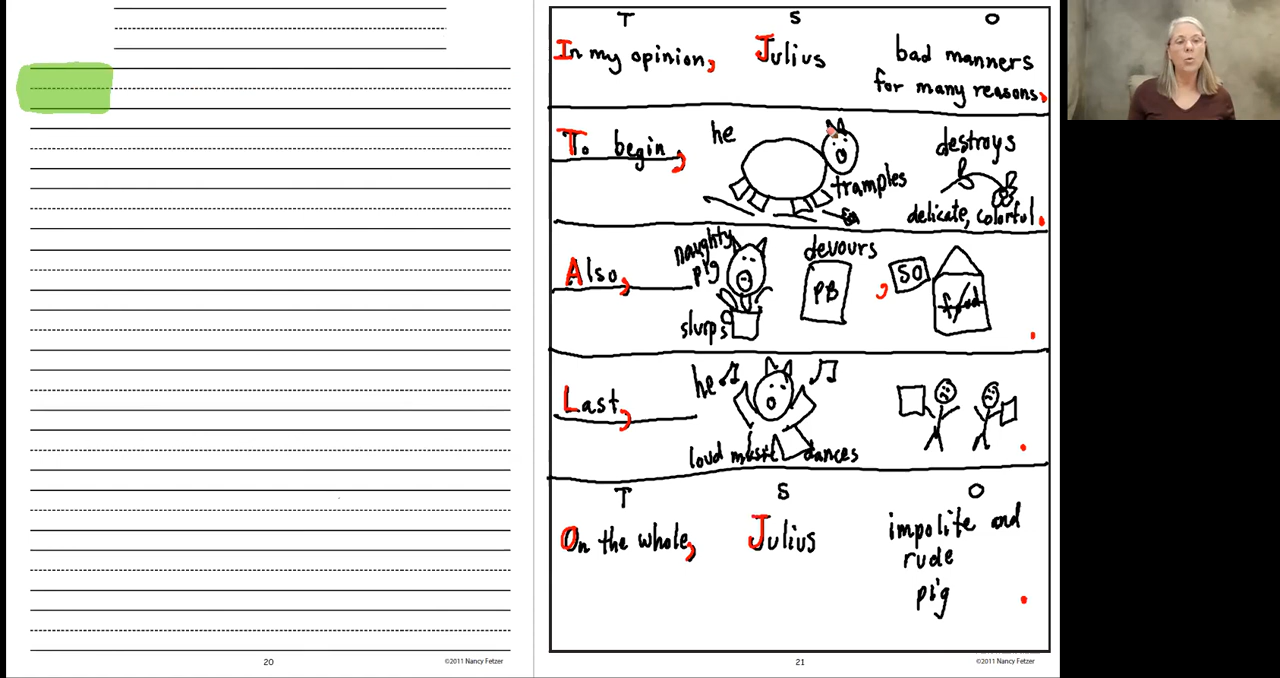 T S O
In my opinion, Julius bad manners
for many reasons.
To begin, he tramples destroys
delicate, colorful.
Also, naughty pig slurps devours PB, so food.
Last, he loud music dances.
T S O
On the whole, Julius impolite and
rude
pig.
20 ©2011 Nancy Fetzer
21 ©2011 Nancy Fetzer